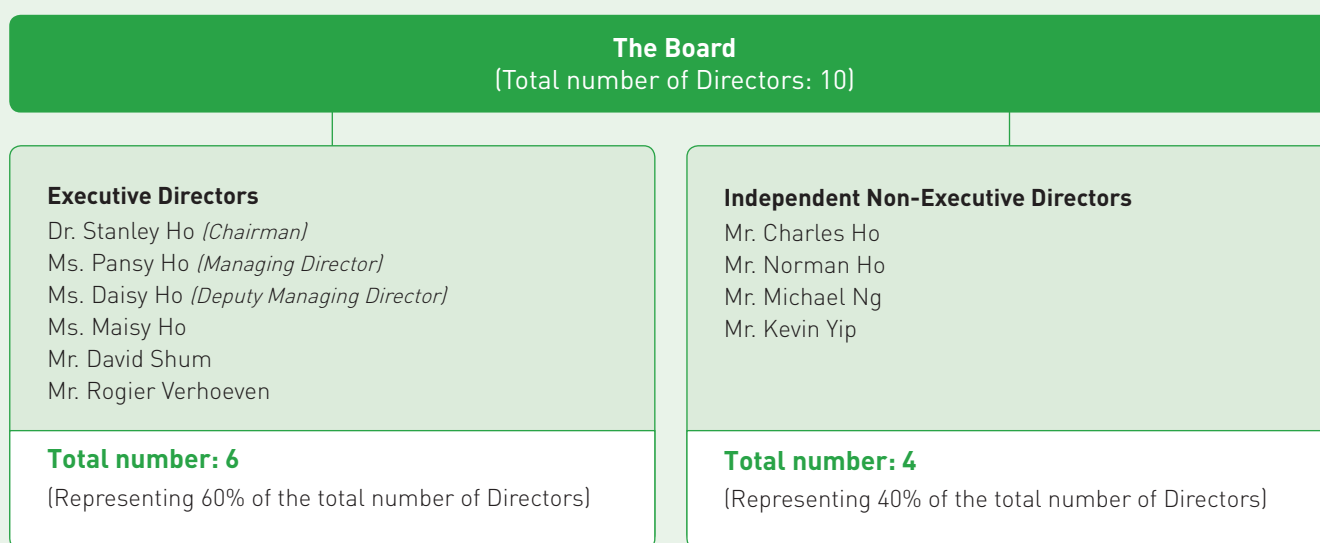 The Board
(Total number of Directors: 10)
Executive Directors
Dr. Stanley Ho (Chairman)
Ms. Pansy Ho (Managing Director)
Ms. Daisy Ho (Deputy Managing Director)
Ms. Maisy Ho
Mr. David Shum
Mr. Rogier Verhoeven
Total number: 6
(Representing 60% of the total number of Directors)
Independent Non-Executive Directors
Mr. Charles Ho
Mr. Norman Ho
Mr. Michael Ng
Mr. Kevin Yip
Total number: 4
(Representing 40% of the total number of Directors)